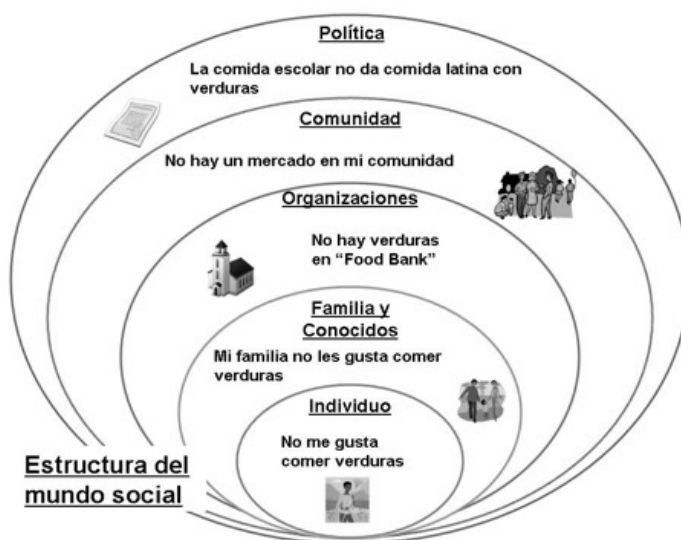 Política
La comida escolar no da comida latina con
verduras
Comunidad
No hay un mercado en mi comunidad
Organizaciones
No hay verduras
en “Food Bank”
Familia y
Conocidos
Mi familia no les gusta comer
verduras
Individuo
No me gusta
comer verduras
Estructura del
mundo social